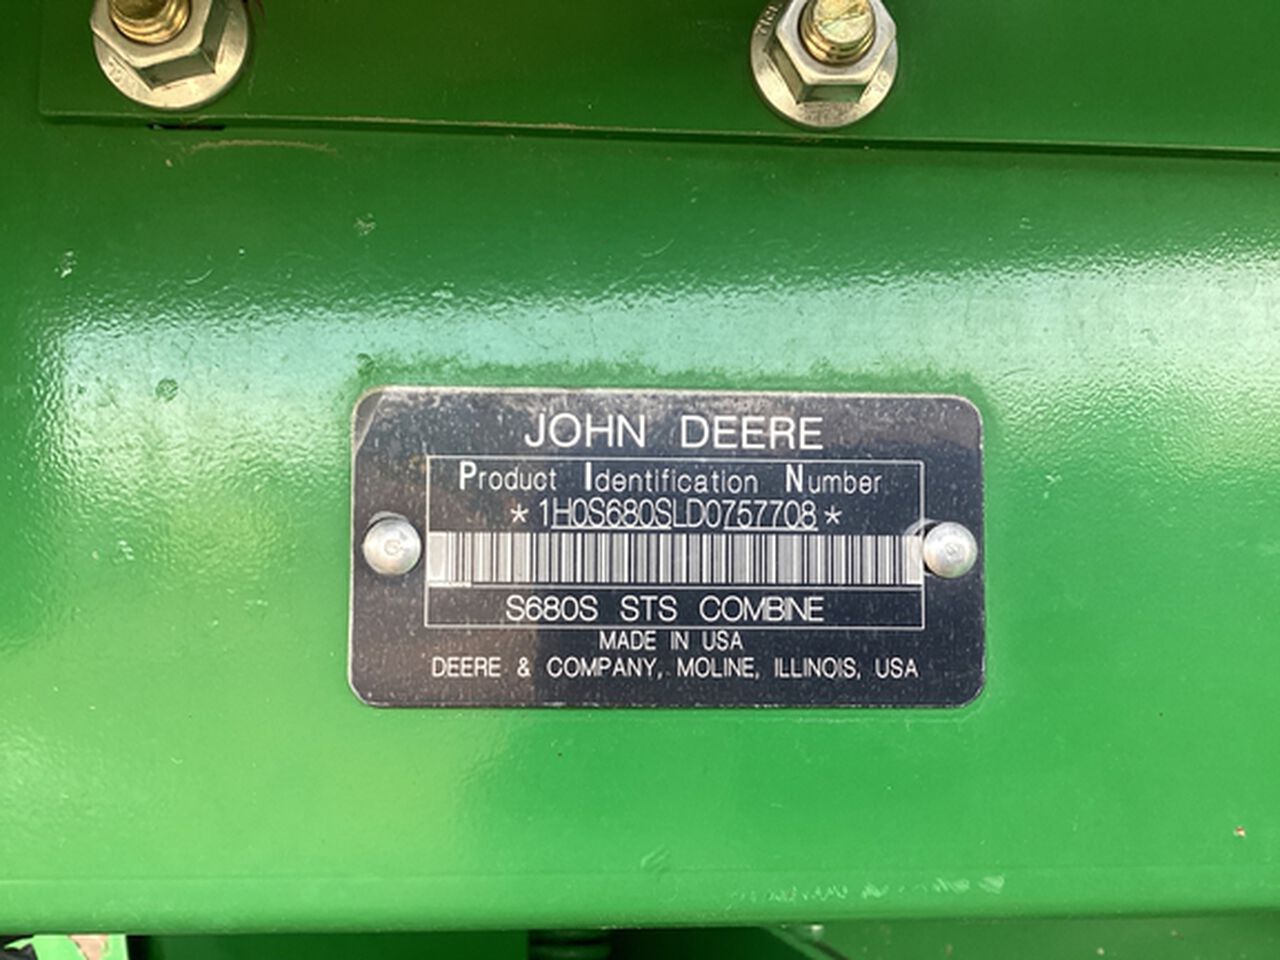 JOHN DEERE
Product Identification Number
*1H0S680SLD0757708*
S680S STS COMBINE
MADE IN USA
DEERE & COMPANY, MOLINE, ILLINOIS, USA